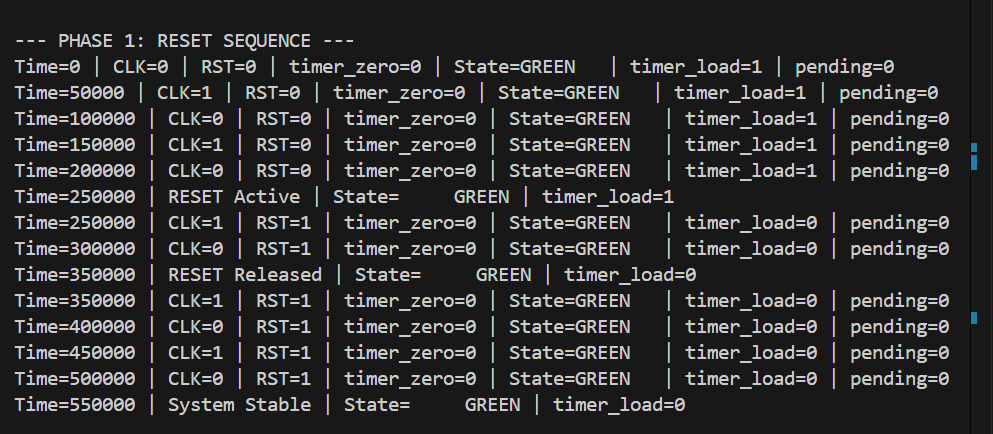 --- PHASE 1: RESET SEQUENCE ---
Time=0 | CLK=0 | RST=0 | timer_zero=0 | State=GREEN   | timer_load=1 | pending=0
Time=50000 | CLK=1 | RST=0 | timer_zero=0 | State=GREEN   | timer_load=1 | pending=0
Time=100000 | CLK=0 | RST=0 | timer_zero=0 | State=GREEN   | timer_load=1 | pending=0
Time=150000 | CLK=1 | RST=0 | timer_zero=0 | State=GREEN   | timer_load=1 | pending=0
Time=200000 | CLK=0 | RST=0 | timer_zero=0 | State=GREEN   | timer_load=1 | pending=0
Time=250000 | RESET Active | State=     GREEN | timer_load=1
Time=250000 | CLK=1 | RST=1 | timer_zero=0 | State=GREEN   | timer_load=0 | pending=0
Time=300000 | CLK=0 | RST=1 | timer_zero=0 | State=GREEN   | timer_load=0 | pending=0
Time=350000 | RESET Released | State=     GREEN | timer_load=0
Time=350000 | CLK=1 | RST=1 | timer_zero=0 | State=GREEN   | timer_load=0 | pending=0
Time=400000 | CLK=0 | RST=1 | timer_zero=0 | State=GREEN   | timer_load=0 | pending=0
Time=450000 | CLK=1 | RST=1 | timer_zero=0 | State=GREEN   | timer_load=0 | pending=0
Time=500000 | CLK=0 | RST=1 | timer_zero=0 | State=GREEN   | timer_load=0 | pending=0
Time=550000 | System Stable | State=     GREEN | timer_load=0